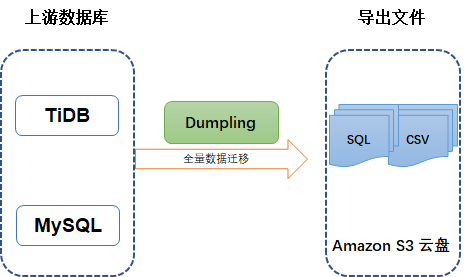 上游数据库
导出文件
TiDB
Dumpling
SQL
CSV
全量数据迁移
MySQL
Amazon S3 云盘